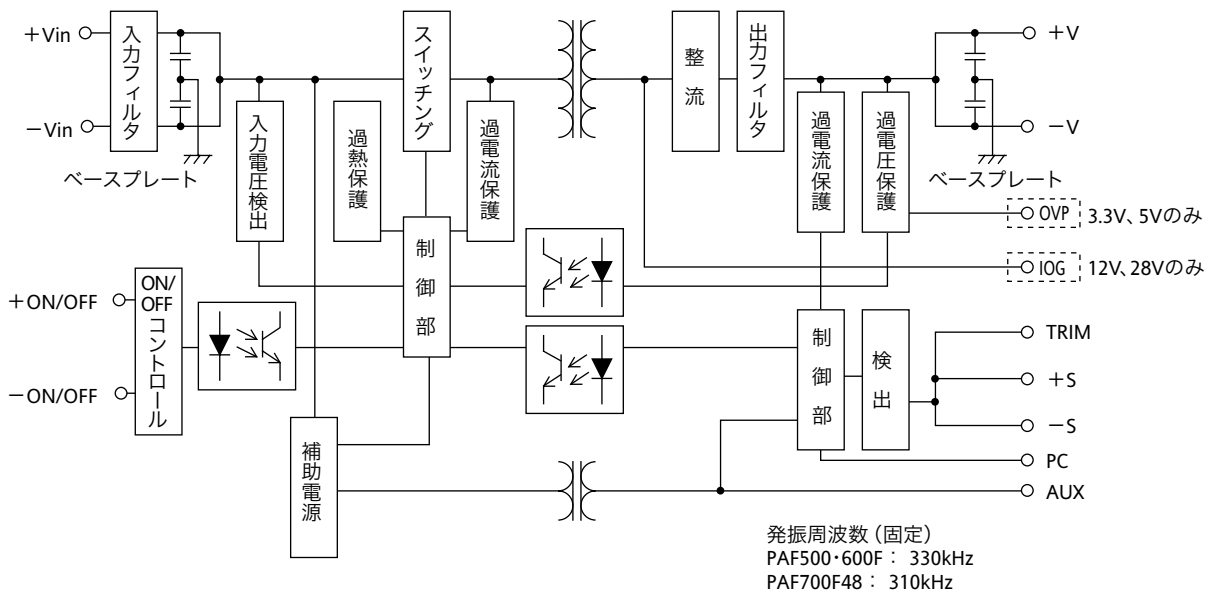 +Vin
−Vin
入力フィルタ
ベースプレート
入力電圧検出
過熱保護
スイッチング
過電流保護
制御部
整流
出力フィルタ
過電流保護
過電圧保護
+V
−V
ベースプレート
OVP 3.3V、5Vのみ
IOG 12V、28Vのみ
+ON/OFF
−ON/OFF
ON/
OFF
コントロール
補助電源
制御部
検出
TRIM
+S
−S
PC
AUX
発振周波数（固定）
PAF500・600F： 330kHz
PAF700F48： 310kHz